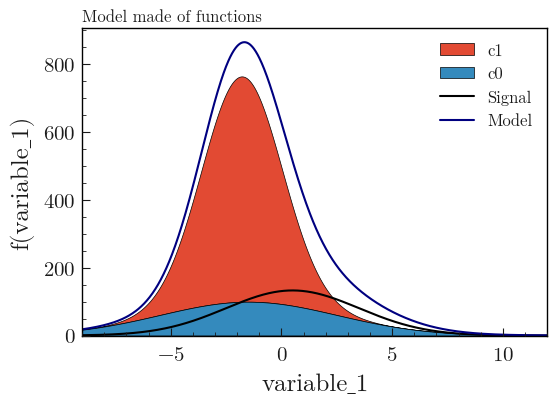 Model made of functions
c1
c0
Signal
Model
800
600
400
200
0
f(variable_1)
−5
0
5
10
variable_1